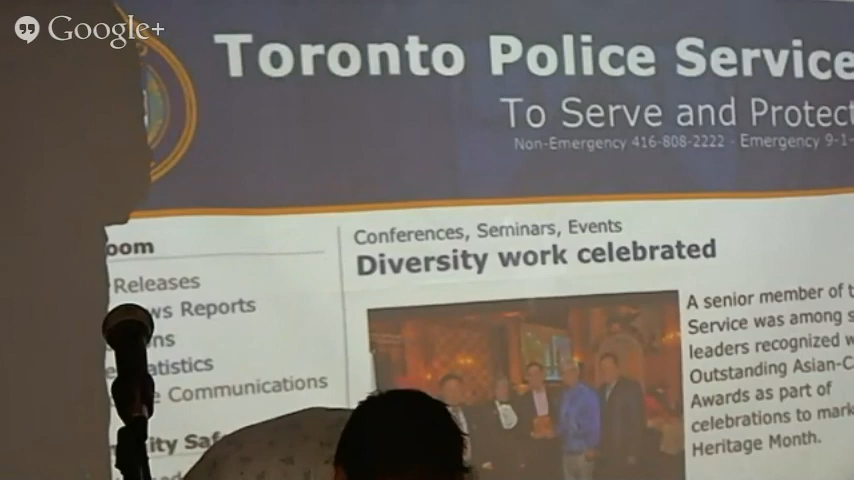 Google+
Toronto Police Service
To Serve and Protect
Non-Emergency 416-808-2222 - Emergency 9-1-
Conferences, Seminars, Events
Diversity work celebrated
oom
Releases
ws Reports
ns
atistics
Communications
ity Saf
A senior member of t
Service was among s
leaders recognized w
Outstanding Asian-C
Awards as part of
celebrations to mark
Heritage Month.